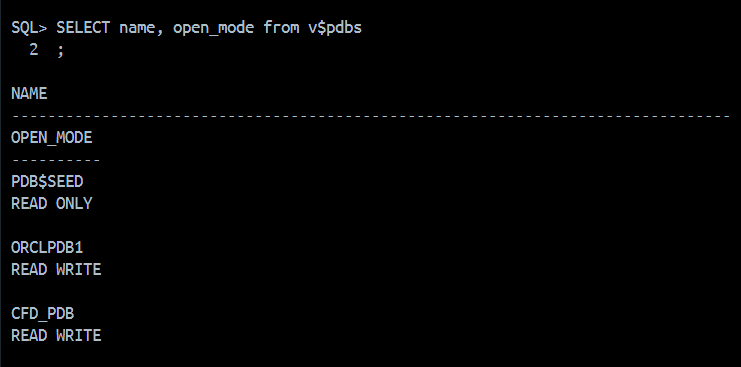 SQL> SELECT name, open_mode from v$pdbs
  2  ;
NAME
--------------------------------------------------------------------------------
OPEN_MODE
----------
PDB$SEED
READ ONLY
ORCLPDB1
READ WRITE
CFD_PDB
READ WRITE